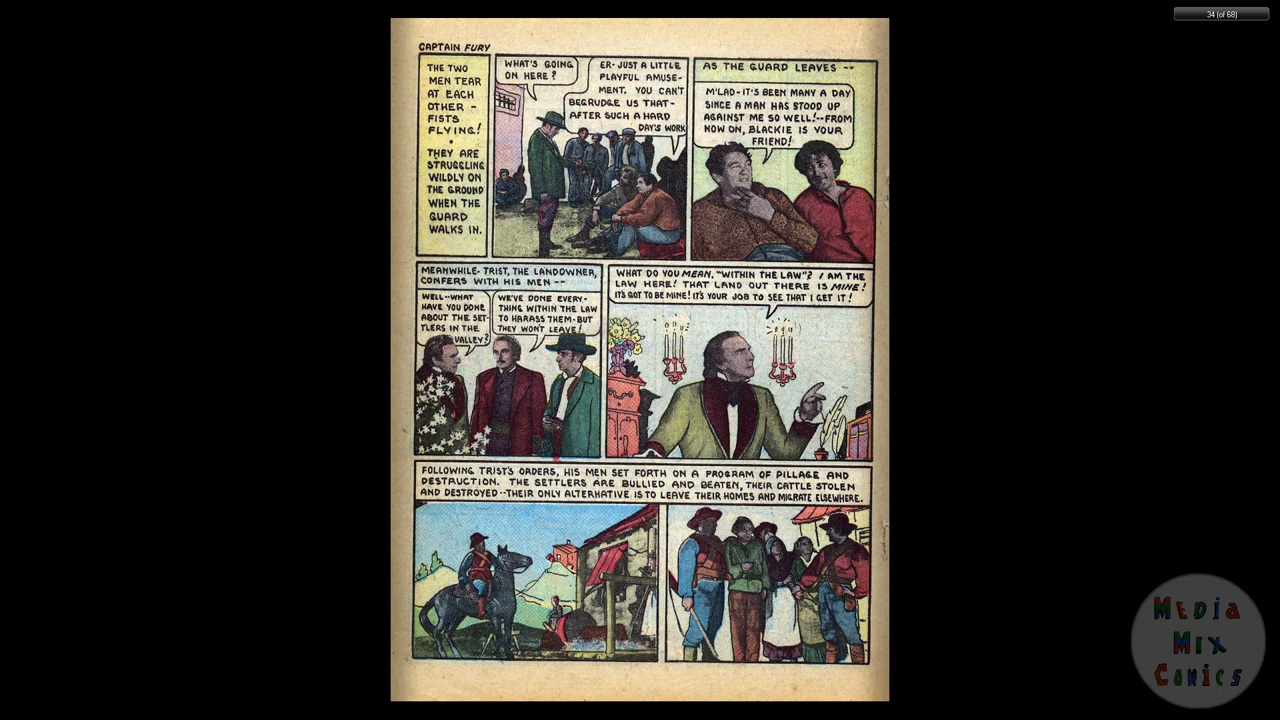 34 (of 68)
CAPTAIN FURY
THE TWO
MEN TEAR
AT EACH
OTHER -
FISTS
FLYING!
•
THEY ARE
STRUGGLING
WILDLY ON
THE GROUND
WHEN THE
GUARD
WALKS IN.
WHAT'S GOING
ON HERE?
ER-JUST A LITTLE
PLAYFUL AMUSE-
MENT. YOU CAN'T
BEGRUDGE US THAT-
AFTER SUCH A HARD
DAY'S WORK
AS THE GUARD LEAVES --
M'LAD-IT'S BEEN MANY A DAY
SINCE A MAN HAS STOOD UP
AGAINST ME SO WELL!--FROM
NOW ON, BLACKIE IS YOUR
FRIEND!
MEANWHILE- TRIST, THE LANDOWNER,
CONFERS WITH HIS MEN --
WELL--WHAT
HAVE YOU DONE
ABOUT THE SET-
TLERS IN THE
VALLEY?
WE'VE DONE EVERY-
THING WITHIN THE LAW
TO HARASS THEM-BUT
THEY WON'T LEAVE!
WHAT DO YOU MEAN, "WITHIN THE LAW"? I AM THE
LAW HERE! THAT LAND OUT THERE IS MINE!
IT'S GOT TO BE MINE! IT'S YOUR JOB TO SEE THAT I GET IT!
FOLLOWING TRIST'S ORDERS, HIS MEN SET FORTH ON A PROGRAM OF PILLAGE AND
DESTRUCTION. THE SETTLERS ARE BULLIED AND BEATEN, THEIR CATTLE STOLEN
AND DESTROYED--THEIR ONLY ALTERNATIVE IS TO LEAVE THEIR HOMES AND MIGRATE ELSEWHERE.
MEDIA
MIX
COMICS